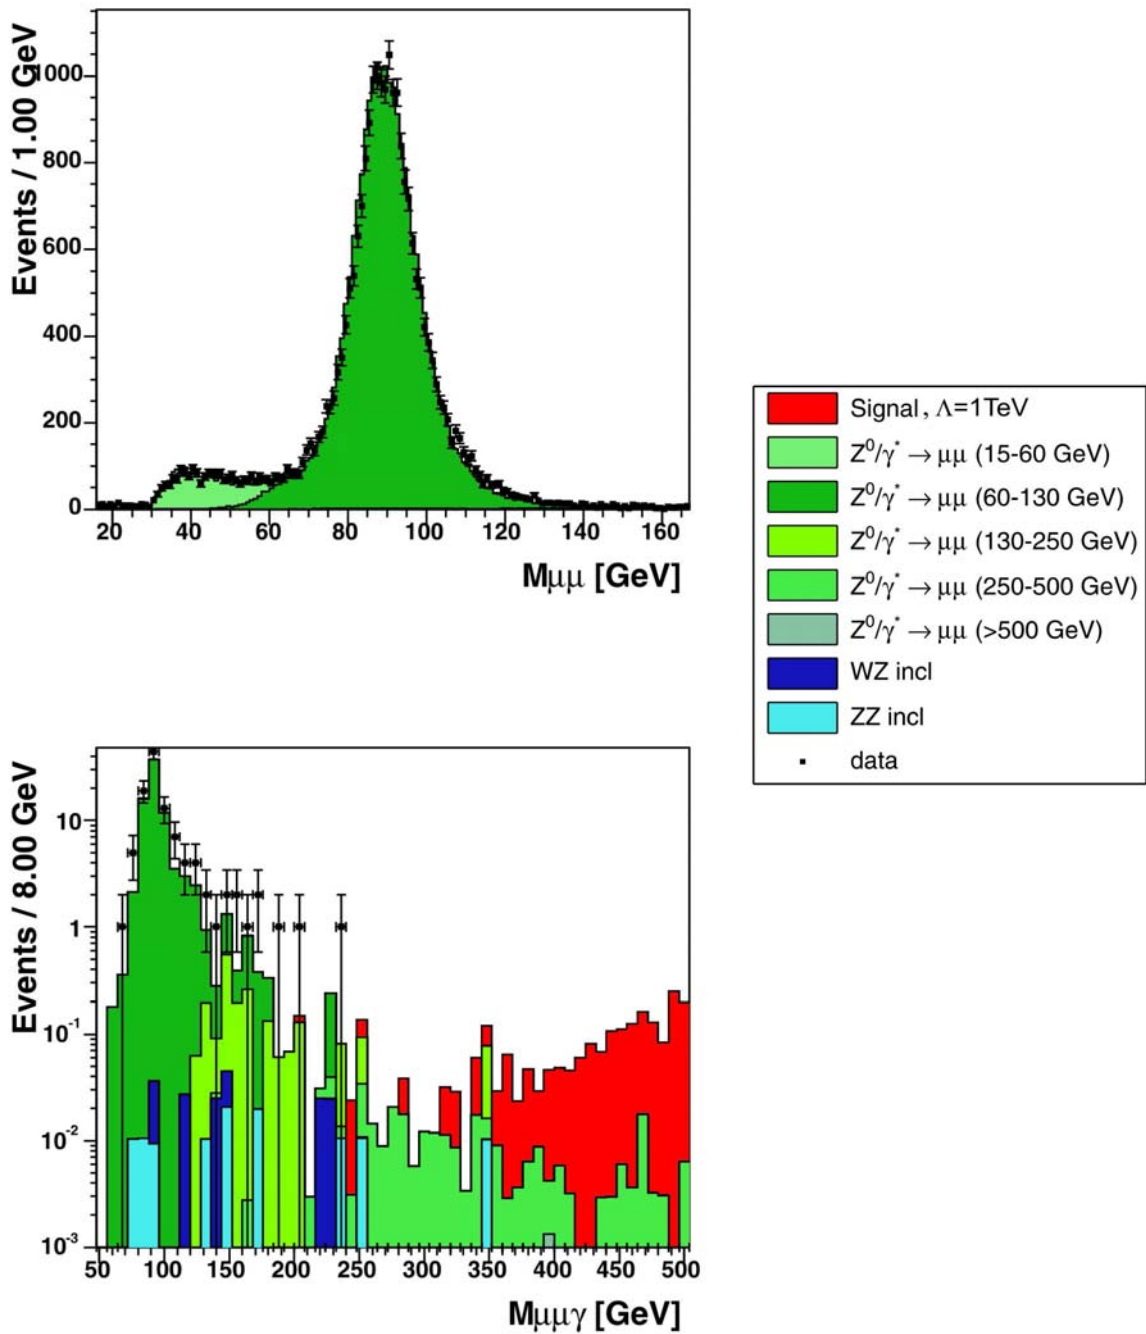 Events / 1.00 GeV
1000
800
600
400
200
0
20 40 60 80 100 120 140 160
Mμμ [GeV]
Signal, Λ=1TeV
Z⁰/γ* → μμ (15-60 GeV)
Z⁰/γ* → μμ (60-130 GeV)
Z⁰/γ* → μμ (130-250 GeV)
Z⁰/γ* → μμ (250-500 GeV)
Z⁰/γ* → μμ (>500 GeV)
WZ incl
ZZ incl
data
Events / 8.00 GeV
10
1
10⁻¹
10⁻²
10⁻³
50 100 150 200 250 300 350 400 450 500
Mμμγ [GeV]